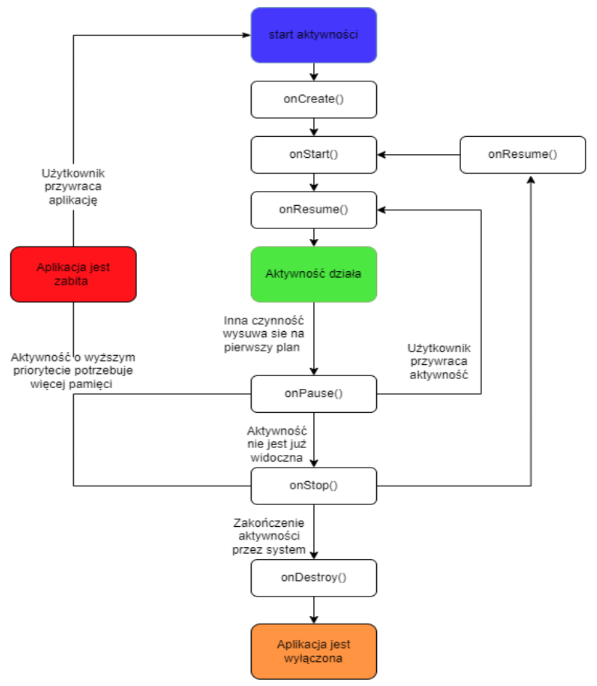 start aktywności
onCreate()
onStart()
onResume()
onResume()
Użytkownik
przywraca
aplikację
Aplikacja jest
zabita
Aktywność działa
Inna czynność
wysuwa sie na
pierwszy plan
Użytkownik
przywraca
aktywność
Aktywność o wyższym
priorytecie potrzebuje
więcej pamięci
onPause()
Aktywność
nie jest już
widoczna
onStop()
Zakończenie
aktywności
przez system
onDestroy()
Aplikacja jest
wyłączona